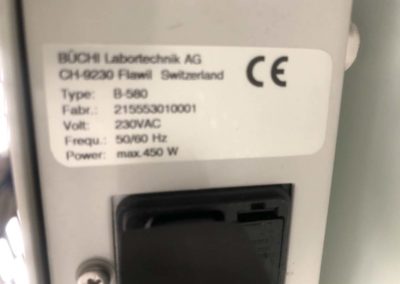 BÜCHI Labortechnik AG
CH-9230 Flawil Switzerland
Type: B-580
Fabr.: 215553010001
Volt: 230VAC
Frequ.: 50/60 Hz
Power: max.450 W
CE